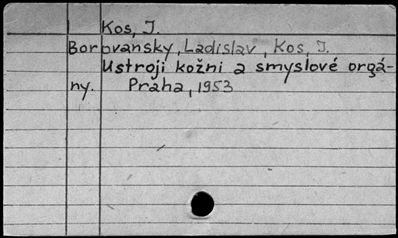 Kos, J.
Borovansky, Ladislav, Kos, J.
Ustroji kožni a smyslové orgá-
ny. Praha, 1953